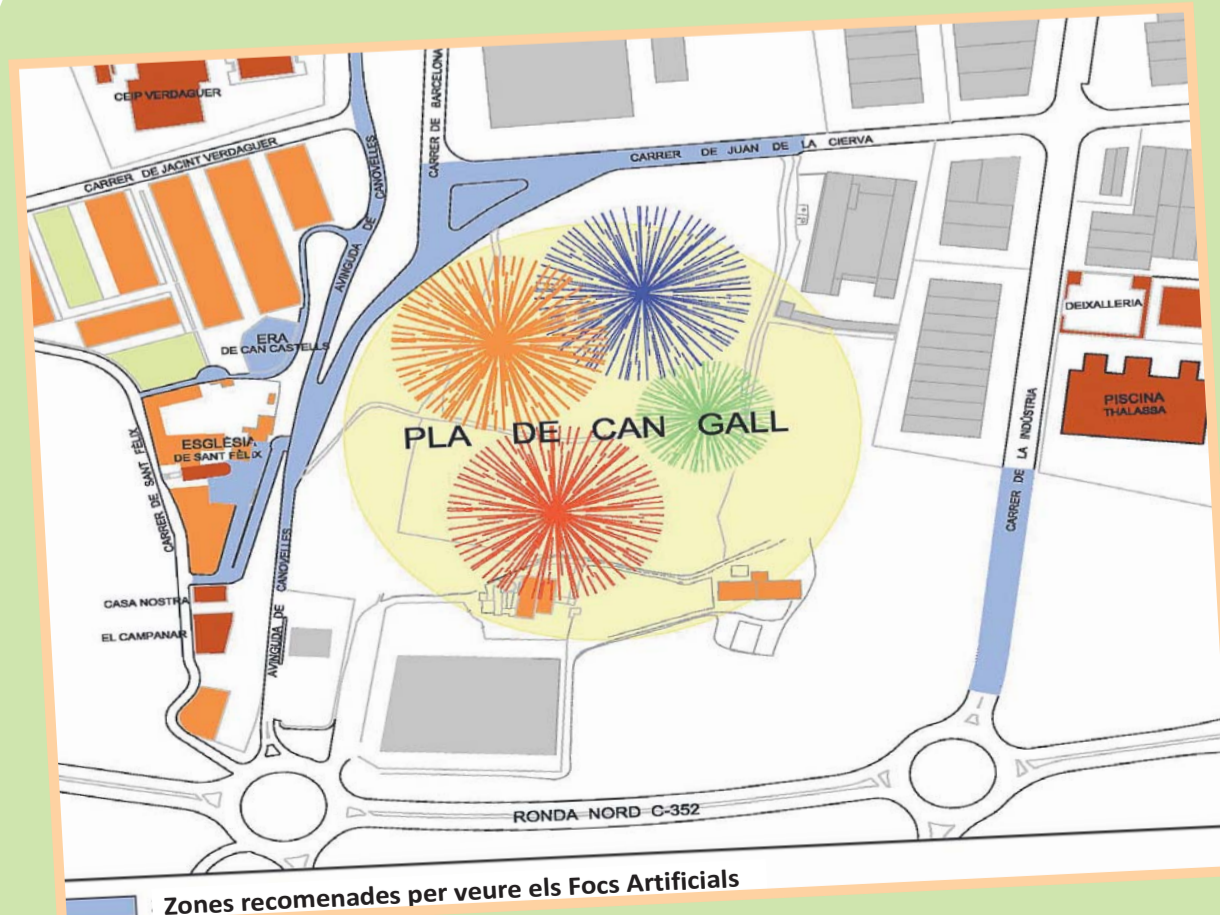 CEIP VERDAGUER
CARRER DE JACINT VERDAGUER
AVINGUDA DE CANOVELLES
CARRER DE BARCELONA
CARRER DE JUAN DE LA CIERVA
ERA
DE CAN CASTELLS
DEIXALLERIA
PISCINA
THALASSA
PLA DE CAN GALL
ESGLÈSIA
DE SANT FÈLIX
CARRER DE SANT FÈLIX
CARRER DE LA INDÚSTRIA
AVINGUDA DE CANOVELLES
CASA NOSTRA
EL CAMPANAR
RONDA NORD C-352
Zones recomenades per veure els Focs Artificials